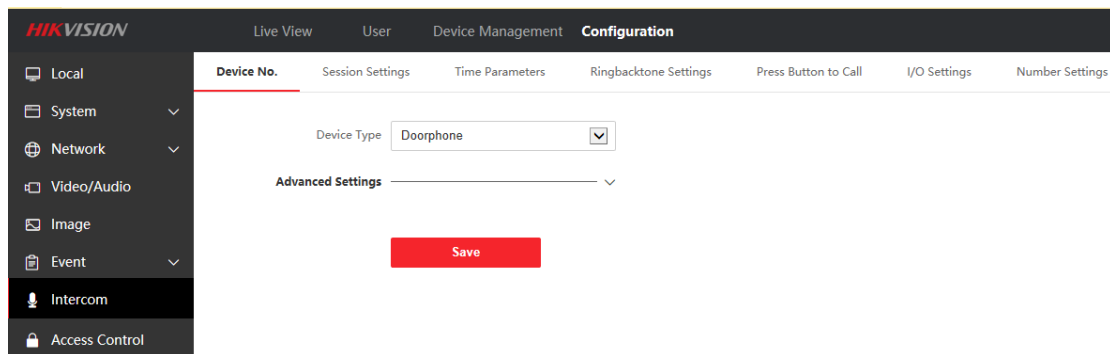 HIKVISION Live View User Device Management Configuration
Local
System
Network
Video/Audio
Image
Event
Intercom
Access Control
Device No. Session Settings Time Parameters Ringbacktone Settings Press Button to Call I/O Settings Number Settings
Device Type Doorphone
Advanced Settings
Save